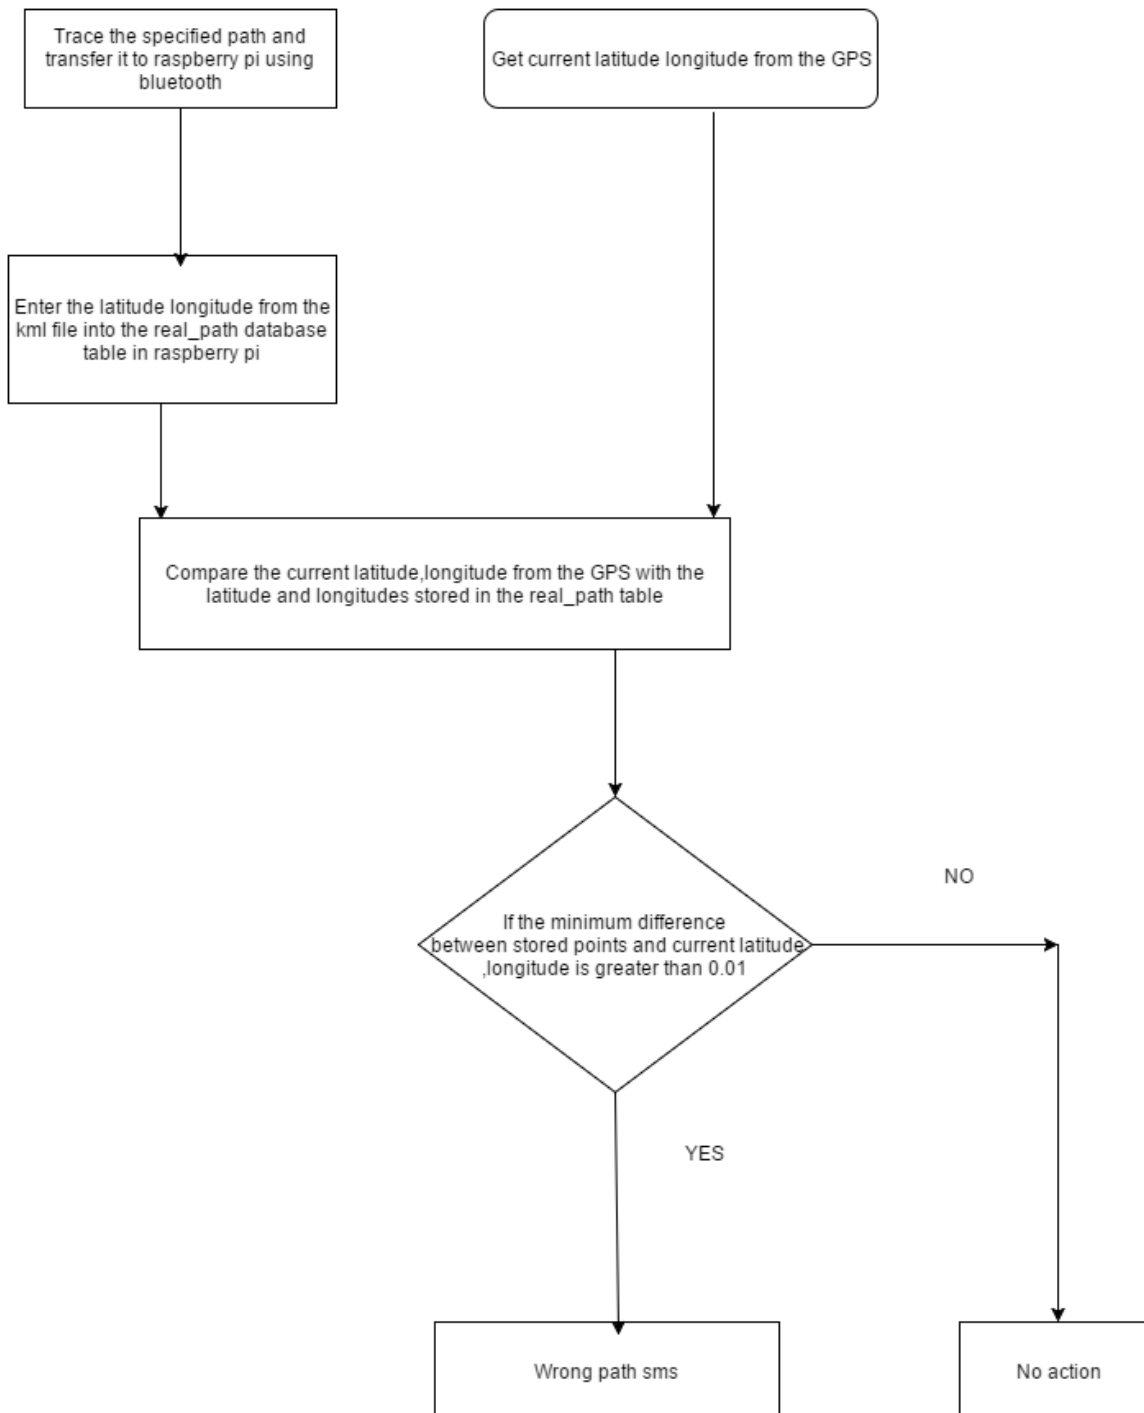 Trace the specified path and
transfer it to raspberry pi using
bluetooth
Get current latitude longitude from the GPS
Enter the latitude longitude from the
kml file into the real_path database
table in raspberry pi
Compare the current latitude,longitude from the GPS with the
latitude and longitudes stored in the real_path table
NO
If the minimum difference
between stored points and current latitude
,longitude is greater than 0.01
YES
Wrong path sms
No action